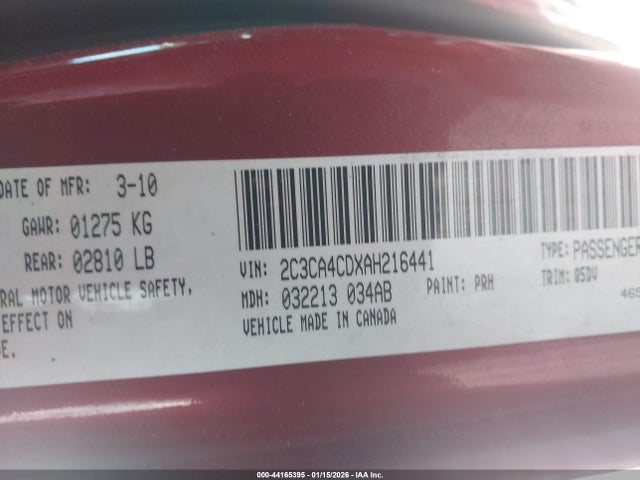 DATE OF MFR: 3-10
GAWR: 01275 KG
REAR: 02810 LB
RAL MOTOR VEHICLE SAFETY,
EFFECT ON
E.
VIN: 2C3CA4CDXAH216441
TYPE: PASSENGER
MDH: 032213 034AB
PAINT: PRH
TRIM: Q5DV
VEHICLE MADE IN CANADA
465
000-44165395 - 01/15/2026 - IAA Inc.